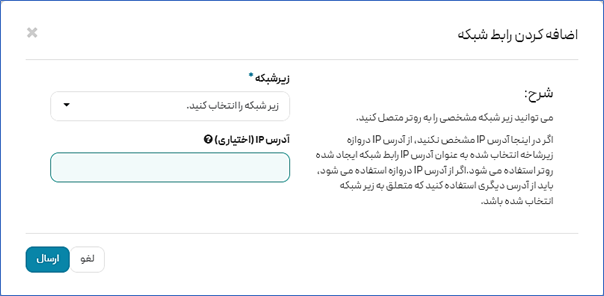 اضافه کردن رابط شبکه
×
شرح:
می توانید زیر شبکه مشخصی را به روتر متصل کنید.
اگر در اینجا آدرس IP مشخص نکنید، از آدرس IP دروازه
زیرشاخه انتخاب شده به عنوان آدرس IP رابط شبکه ایجاد شده
روتر استفاده می شود.اگر از آدرس IP دروازه استفاده می شود،
باید از آدرس دیگری استفاده کنید که متعلق به زیر شبکه
انتخاب شده باشد.
زیرشبکه *
زیر شبکه را انتخاب کنید.
آدرس IP (اختیاری)
لغو
ارسال